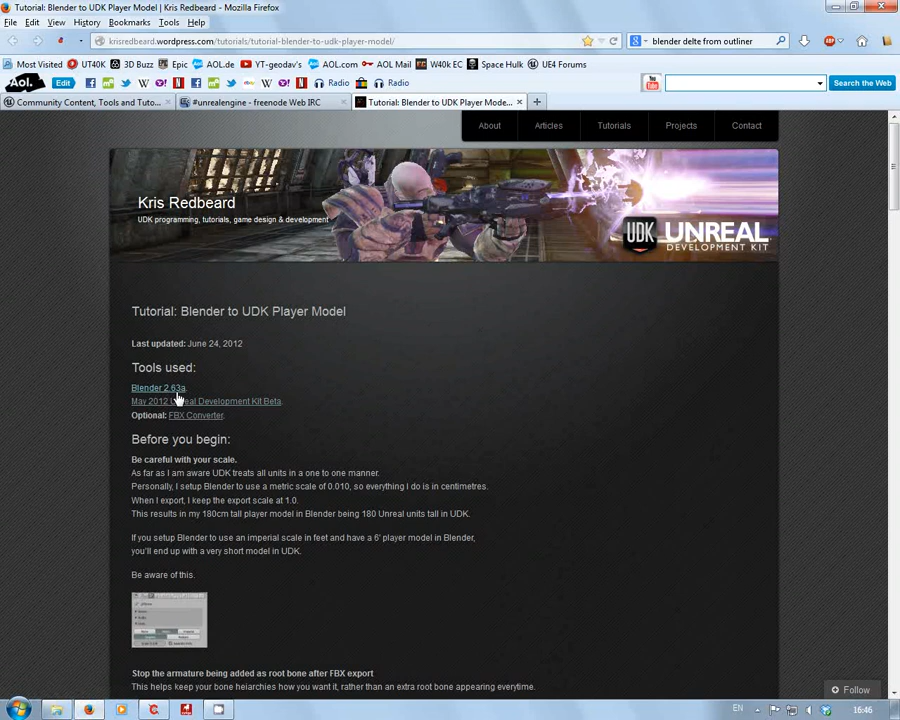 Tutorial: Blender to UDK Player Model | Kris Redbeard - Mozilla Firefox
File Edit View History Bookmarks Tools Help
krisredbeard.wordpress.com/tutorials/tutorial-blender-to-udk-player-model/
blender delte from outliner
Most Visited UT40K 3D Buzz Epic AOL.de YT-geodav's AOL.com AOL Mail W40k EC Space Hulk UE4 Forums
Aol. Edit Radio Radio You Tube Search the Web
Community Content, Tools and Tuto... #unrealengine - freenode Web IRC Tutorial: Blender to UDK Player Mode...
About Articles Tutorials Projects Contact
Kris Redbeard
UDK programming, tutorials, game design & development
UDK UNREAL
DEVELOPMENT KIT
Tutorial: Blender to UDK Player Model
Last updated: June 24, 2012
Tools used:
Blender 2.63a.
May 2012 Unreal Development Kit Beta.
Optional: FBX Converter.
Before you begin:
Be careful with your scale.
As far as I am aware UDK treats all units in a one to one manner.
Personally, I setup Blender to use a metric scale of 0.010, so everything I do is in centimetres.
When I export, I keep the export scale at 1.0.
This results in my 180cm tall player model in Blender being 180 Unreal units tall in UDK.
If you setup Blender to use an imperial scale in feet and have a 6' player model in Blender,
you'll end up with a very short model in UDK.
Be aware of this.
Stop the armature being added as root bone after FBX export
This helps keep your bone heiarchies how you want it, rather than an extra root bone appearing everytime.
Follow
EN 16:46